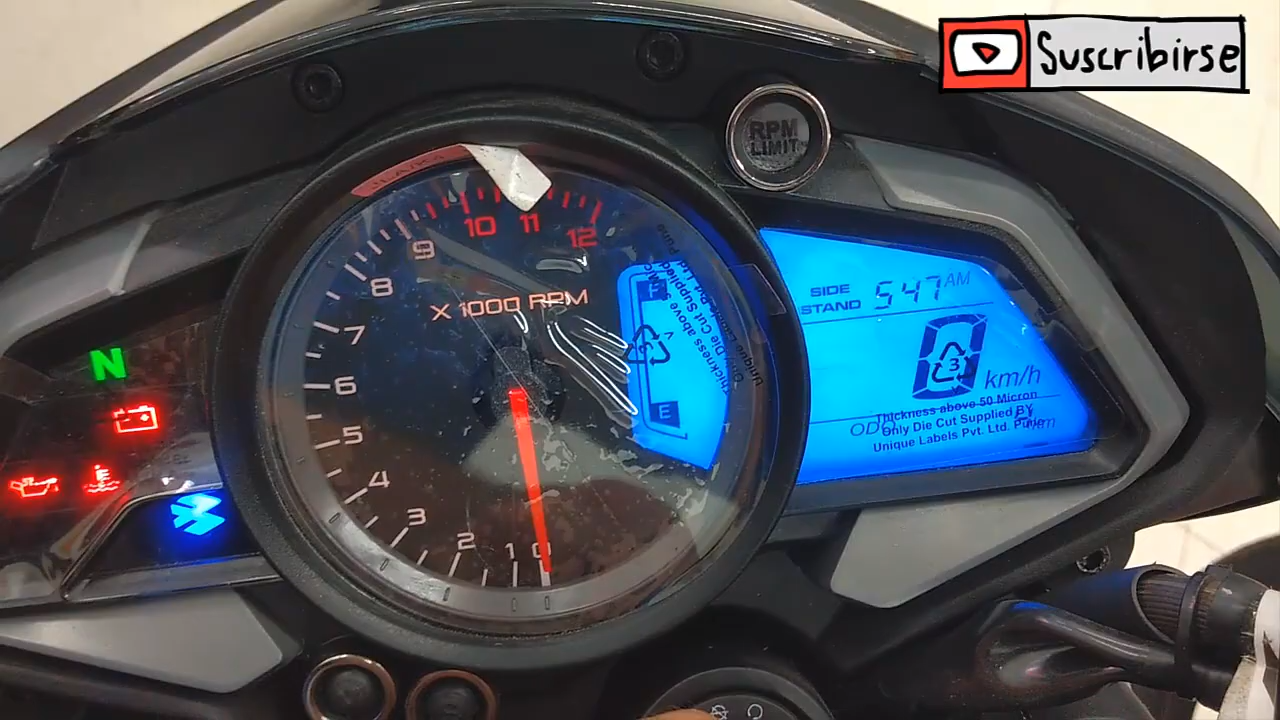 Suscribirse
RPM
LIMIT
10
11
12
9
8
7
6
5
4
3
2
1
0
X 1000 RPM
F
E
SIDE
STAND
5:47 AM
0
3
km/h
Thickness above 50 Micron
Only Die Cut Supplied BY
Unique Labels Pvt. Ltd. Pune
N